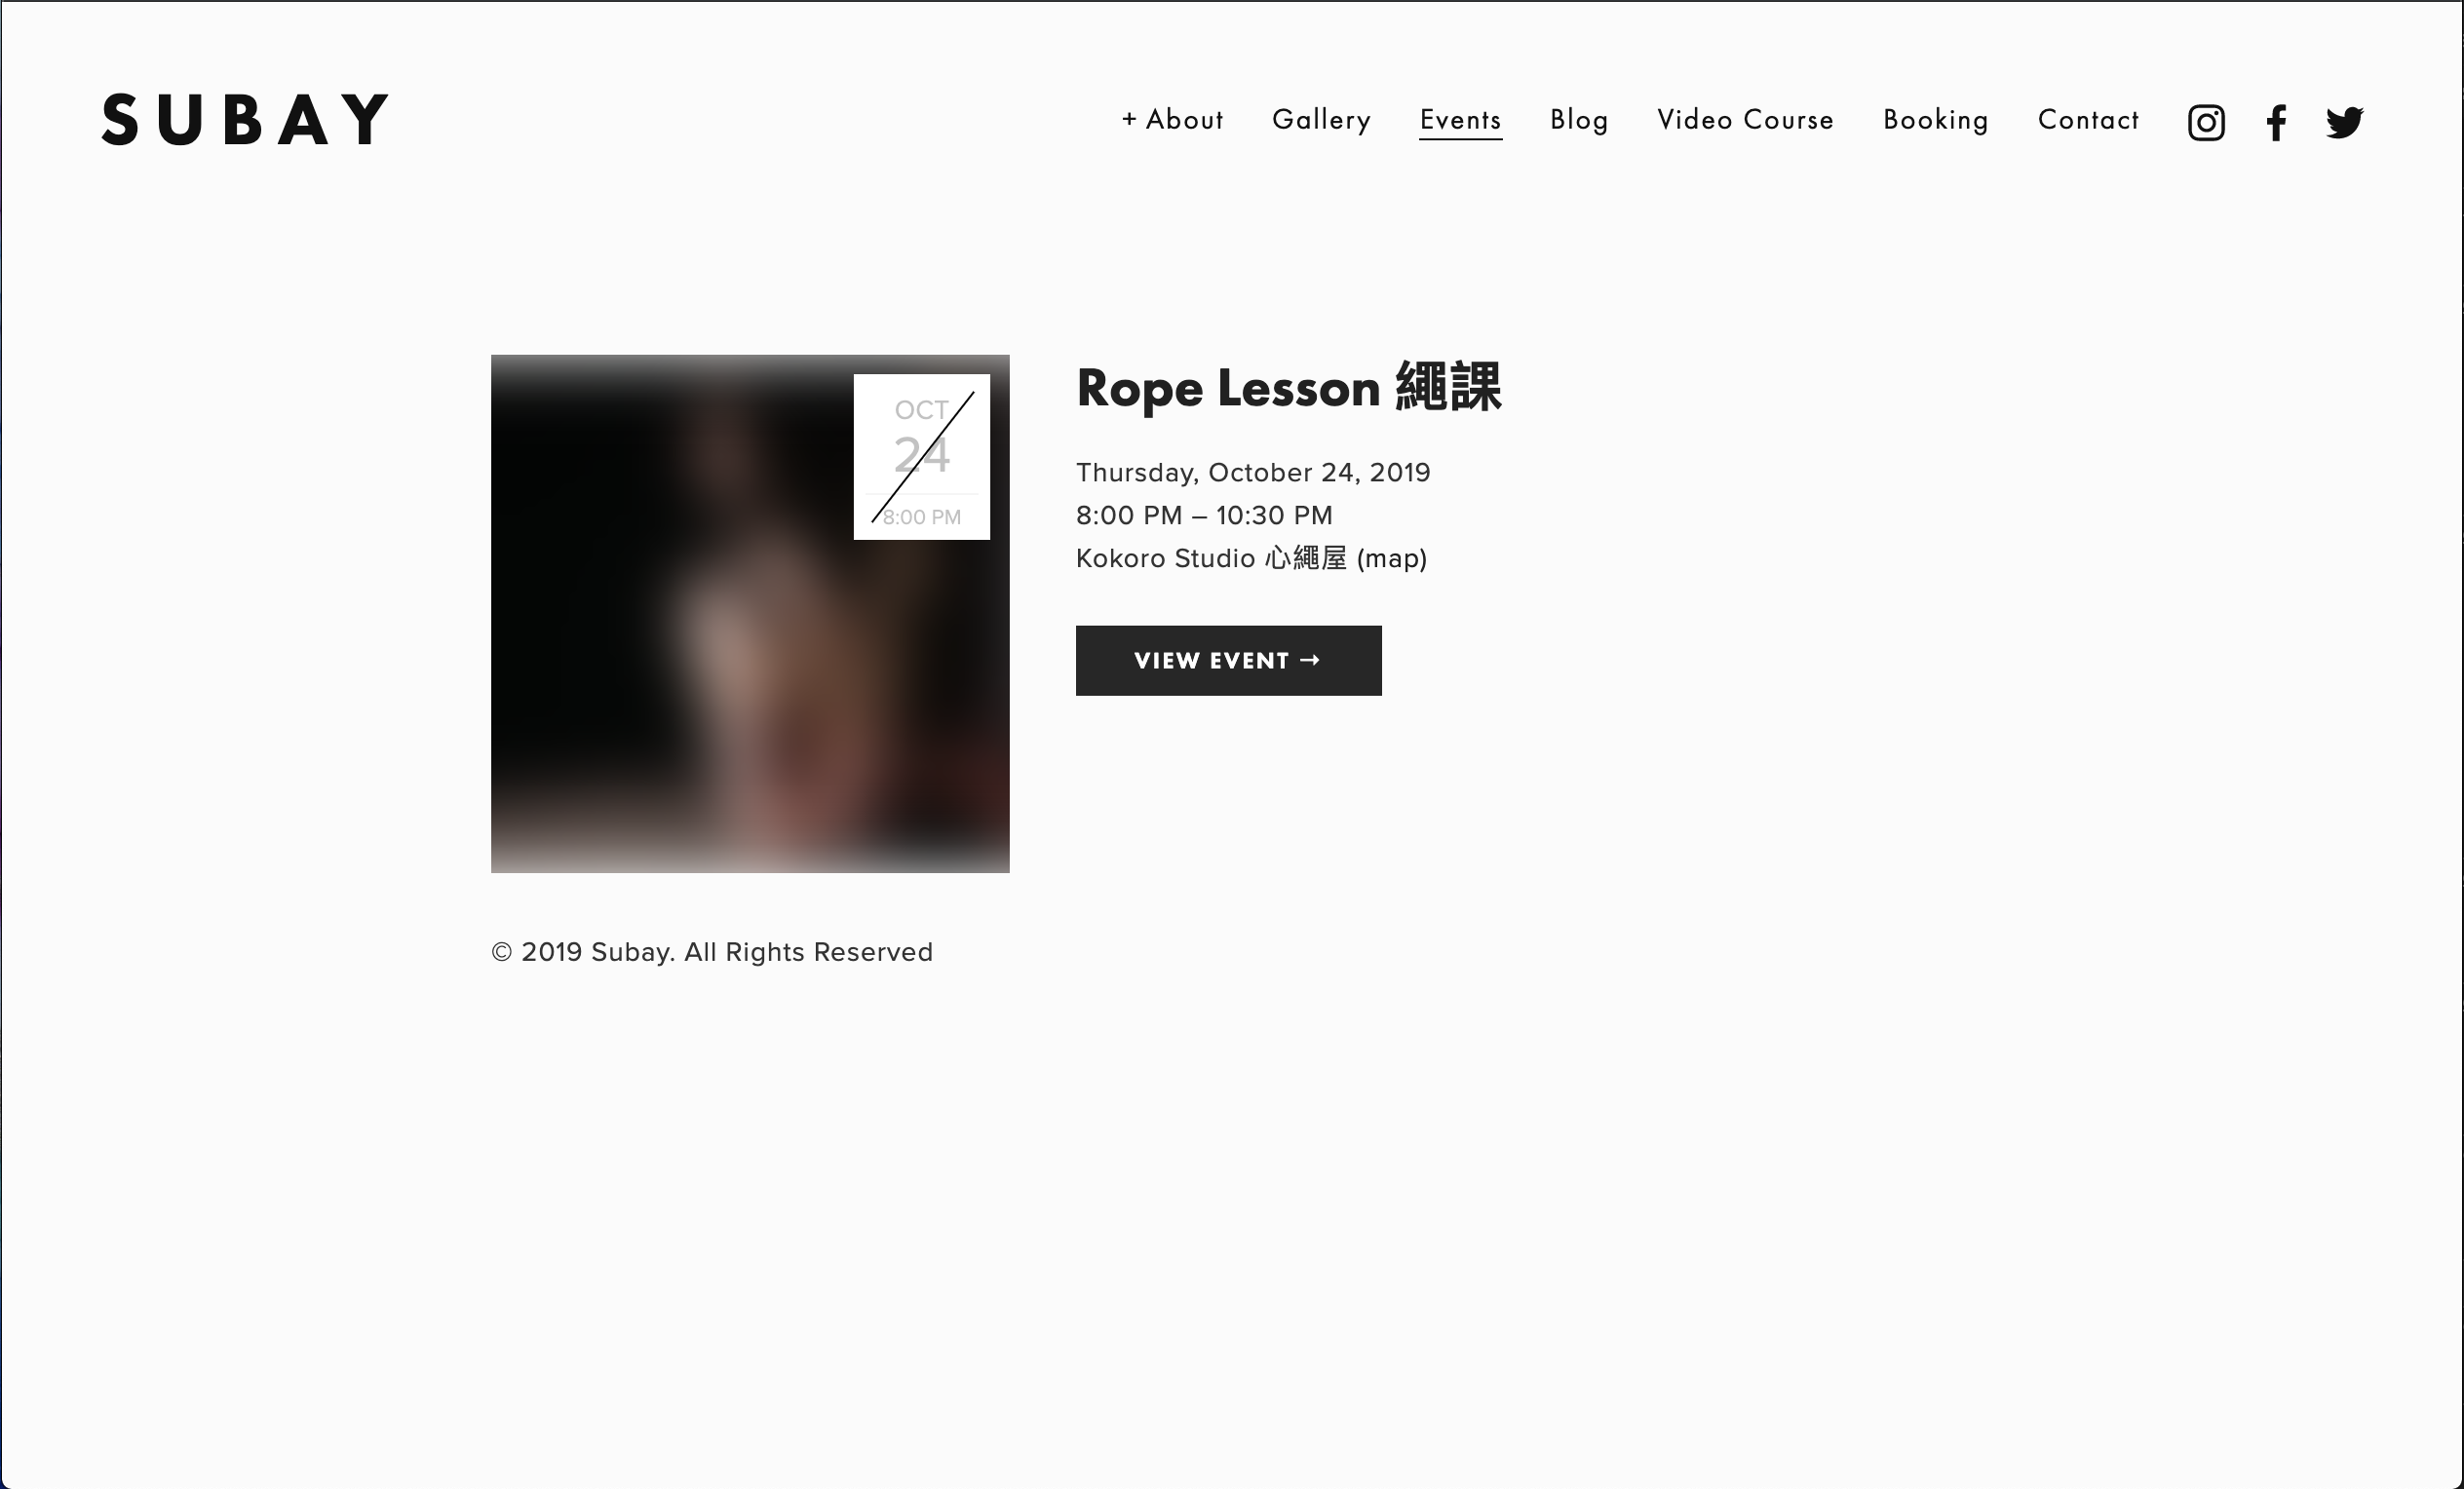 SUBAY
+ About Gallery Events Blog Video Course Booking Contact
OCT
24
8:00 PM
Rope Lesson 繩課
Thursday, October 24, 2019
8:00 PM – 10:30 PM
Kokoro Studio 心繩屋 (map)
VIEW EVENT →
© 2019 Subay. All Rights Reserved